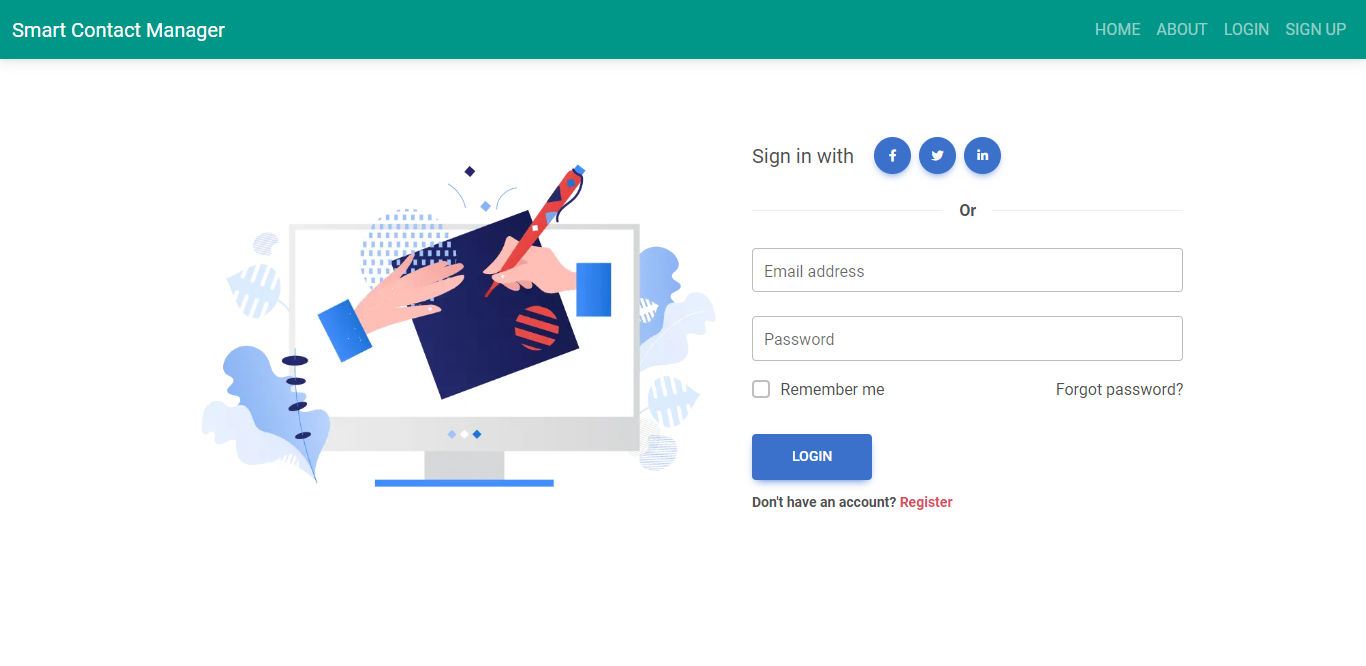 Smart Contact Manager
HOME ABOUT LOGIN SIGN UP
Sign in with
Or
Email address
Password
Remember me
Forgot password?
LOGIN
Don't have an account? Register